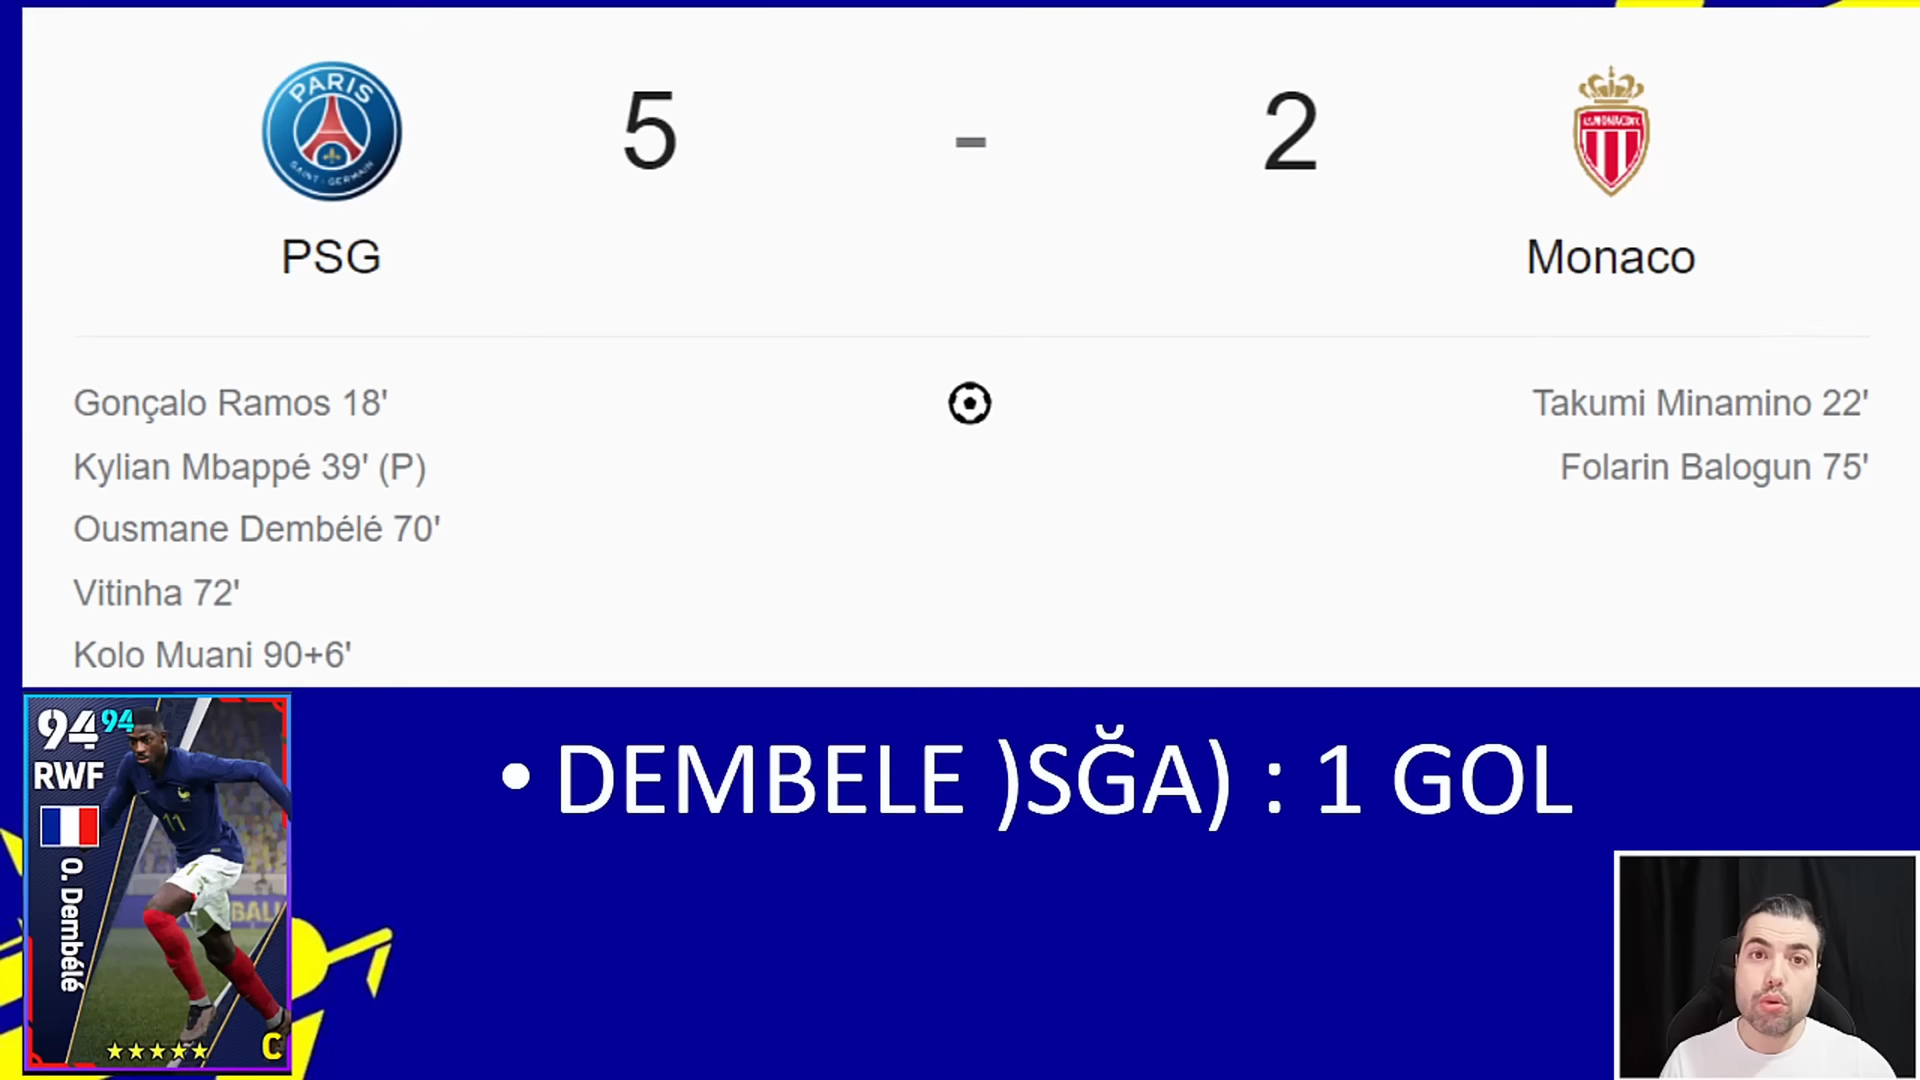 PARIS
SAINT-GERMAIN
5
-
2
PSG
Monaco
Gonçalo Ramos 18'
Takumi Minamino 22'
Kylian Mbappé 39' (P)
Folarin Balogun 75'
Ousmane Dembélé 70'
Vitinha 72'
Kolo Muani 90+6'
94 94
RWF
O. Dembélé
11
C
• DEMBELE )SĞA) : 1 GOL